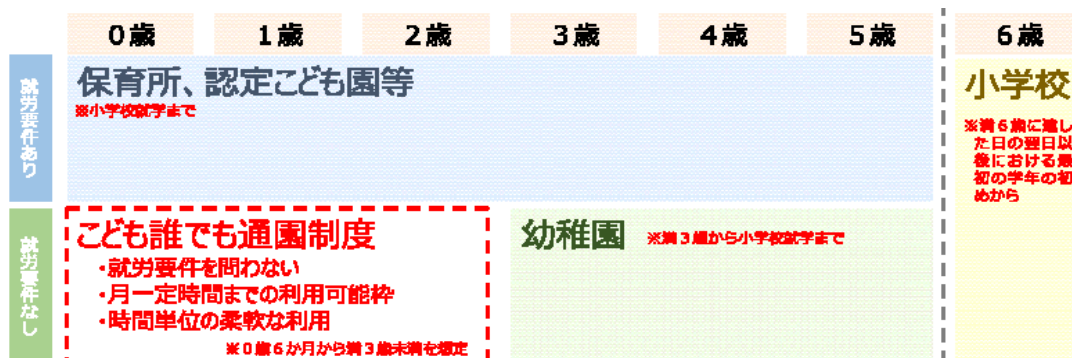 0歳 1歳 2歳 3歳 4歳 5歳 6歳
就労要件あり
保育所、認定こども園等
※小学校就学まで
小学校
※満6歳に達し
た日の翌日以
後における最
初の学年の初
めから
就労要件なし
こども誰でも通園制度
・就労要件を問わない
・月一定時間までの利用可能枠
・時間単位の柔軟な利用
※0歳6か月から満3歳未満を想定
幼稚園 ※満3歳から小学校就学まで